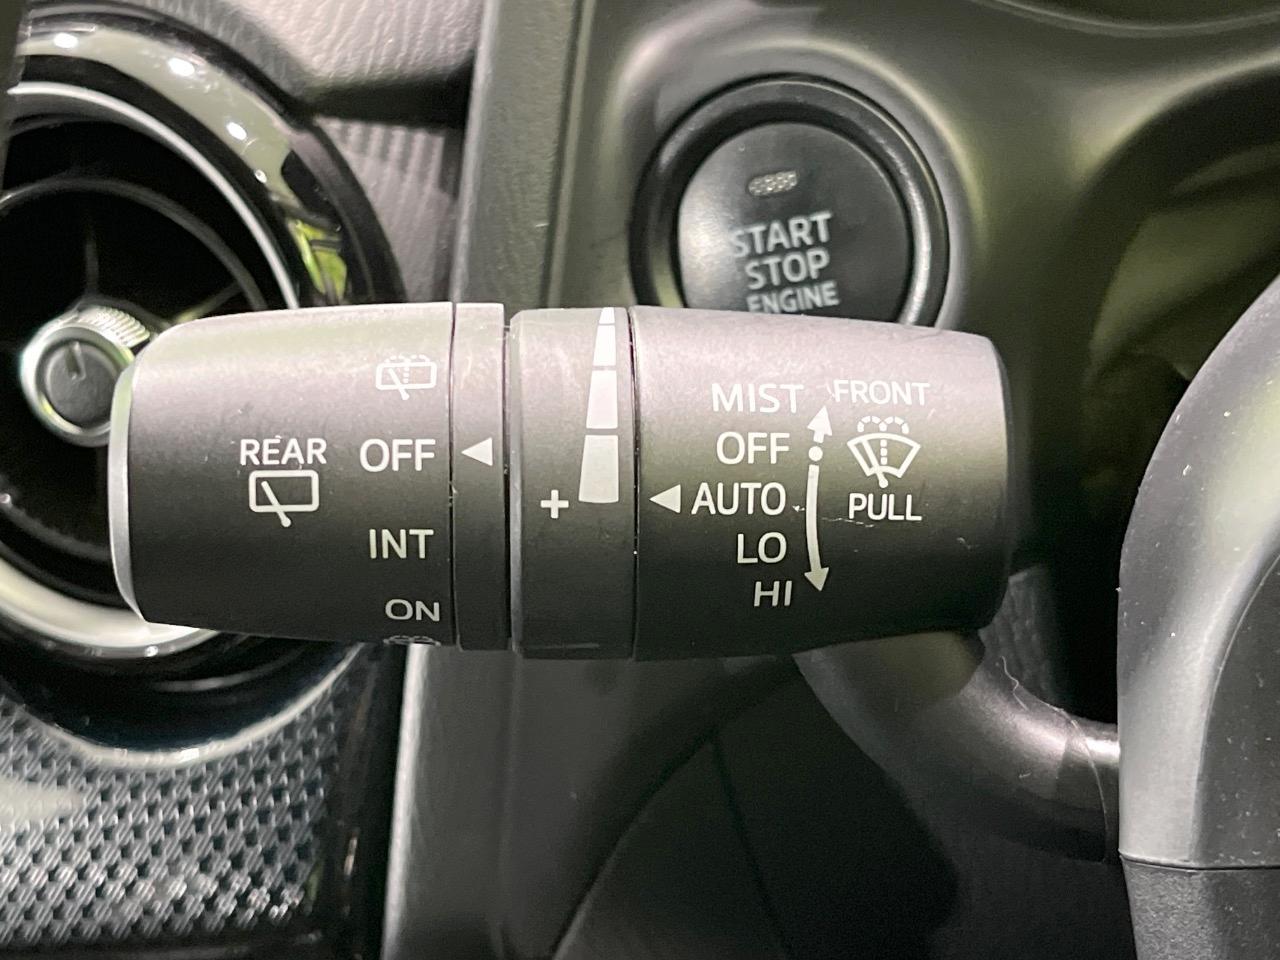 START
STOP
ENGINE
REAR
OFF
INT
ON
+
MIST
OFF
AUTO
LO
HI
FRONT
PULL